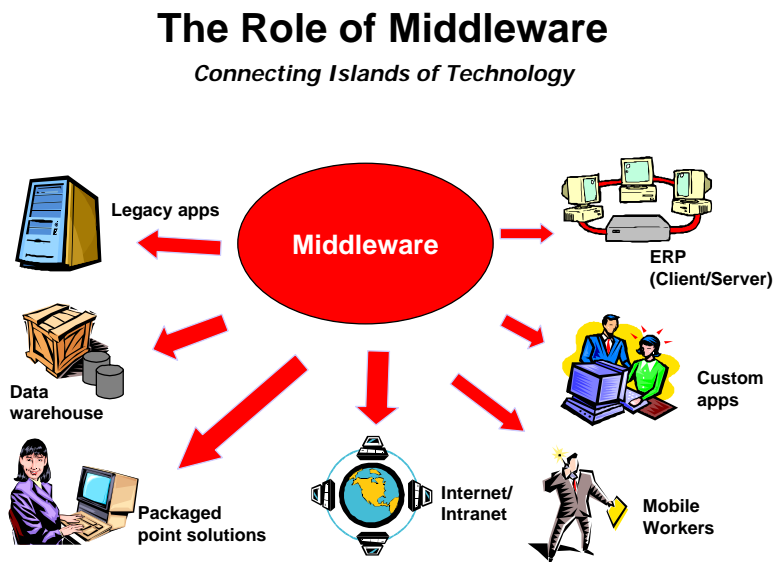 The Role of Middleware
Connecting Islands of Technology
Legacy apps
Middleware
ERP
(Client/Server)
Data
warehouse
Custom
apps
Packaged
point solutions
Internet/
Intranet
Mobile
Workers